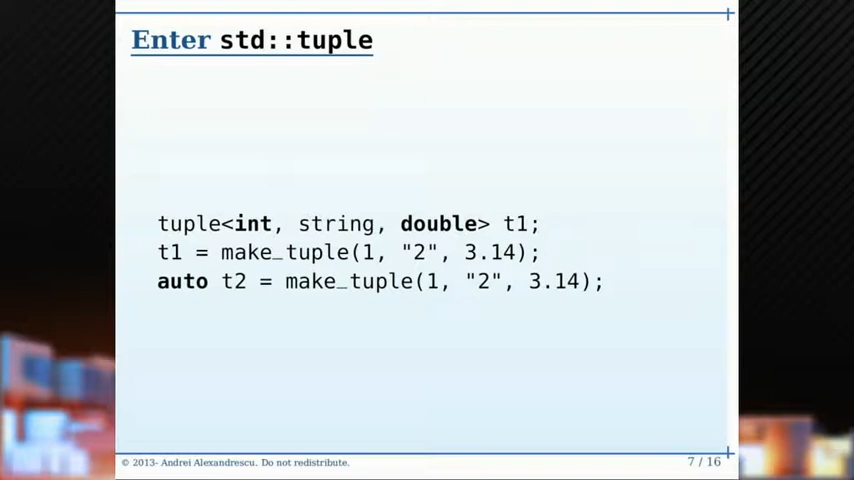 Enter std::tuple
tuple<int, string, double> t1;
t1 = make_tuple(1, "2", 3.14);
auto t2 = make_tuple(1, "2", 3.14);
© 2013- Andrei Alexandrescu. Do not redistribute.
7 / 16